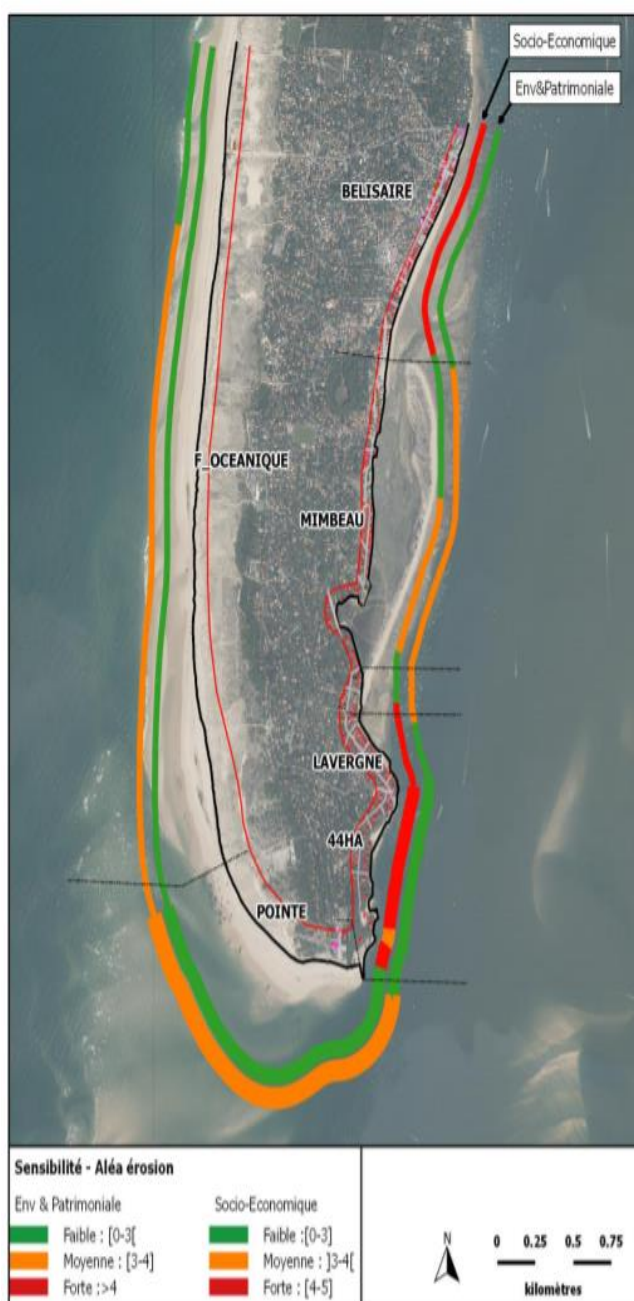 Socio-Economique
Env&Patrimoniale
BELISAIRE
F_OCEANIQUE
MIMBEAU
LAVERGNE
44HA
POINTE
Sensibilité - Aléa érosion
Env & Patrimoniale
Faible : [0-3[
Moyenne : [3-4]
Forte :>4
Socio-Economique
Faible :[0-3]
Moyenne : ]3-4[
Forte : [4-5]
N
0 0.25 0.5 0.75
kilomètres